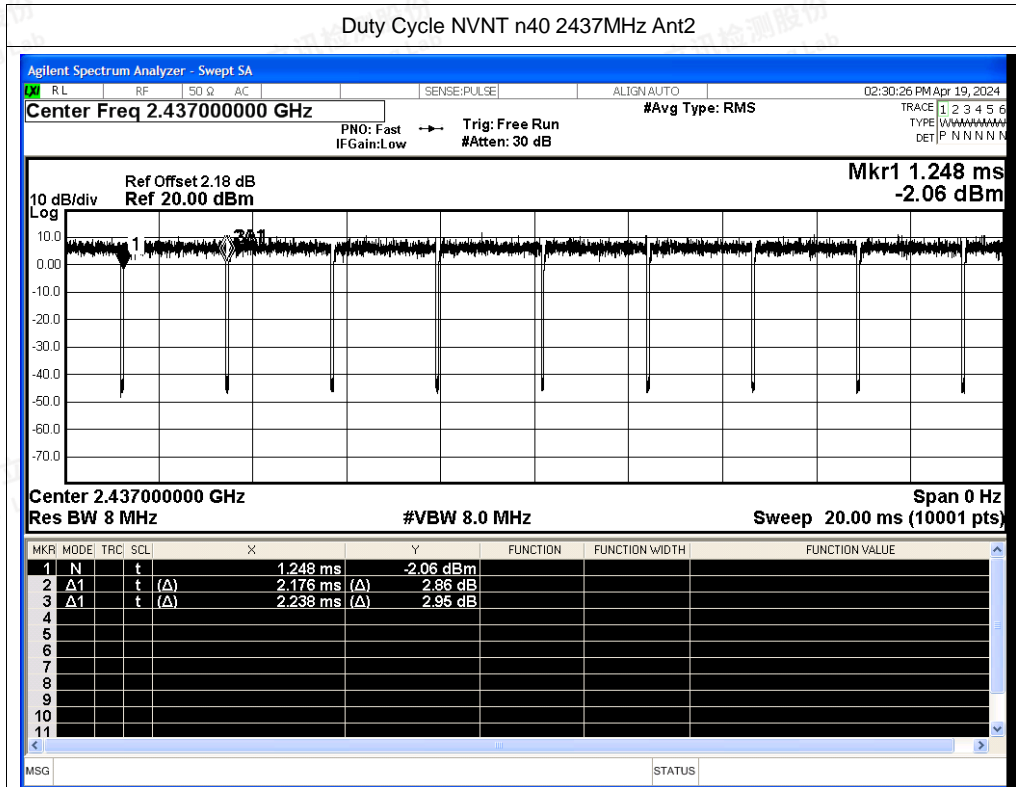 Duty Cycle NVNT n40 2437MHz Ant2
Agilent Spectrum Analyzer - Swept SA
LXI RL RF 50 Ω AC SENSE:PULSE ALIGN AUTO 02:30:26 PM Apr 19, 2024
Center Freq 2.437000000 GHz
#Avg Type: RMS
TRACE 1 2 3 4 5 6
TYPE WWWWWW
DET P N N N N N
PNO: Fast
IFGain:Low
Trig: Free Run
#Atten: 30 dB
Mkr1 1.248 ms
-2.06 dBm
Ref Offset 2.18 dB
10 dB/div Ref 20.00 dBm
Log
10.0
0.00
-10.0
-20.0
-30.0
-40.0
-50.0
-60.0
-70.0
1
Center 2.437000000 GHz Span 0 Hz
Res BW 8 MHz #VBW 8.0 MHz Sweep 20.00 ms (10001 pts)
MKR MODE TRC SCL X Y FUNCTION FUNCTION WIDTH FUNCTION VALUE
1 N t 1.248 ms -2.06 dBm
2 Δ1 t (Δ) 2.176 ms (Δ) 2.86 dB
3 Δ1 t (Δ) 2.238 ms (Δ) 2.95 dB
4
5
6
7
8
9
10
11
MSG STATUS